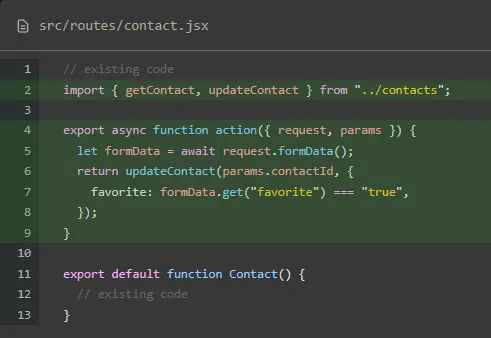 src/routes/contact.jsx
1 // existing code
2 import { getContact, updateContact } from "../contacts";
3
4 export async function action({ request, params }) {
5   let formData = await request.formData();
6   return updateContact(params.contactId, {
7     favorite: formData.get("favorite") === "true",
8   });
9 }
10
11 export default function Contact() {
12   // existing code
13 }